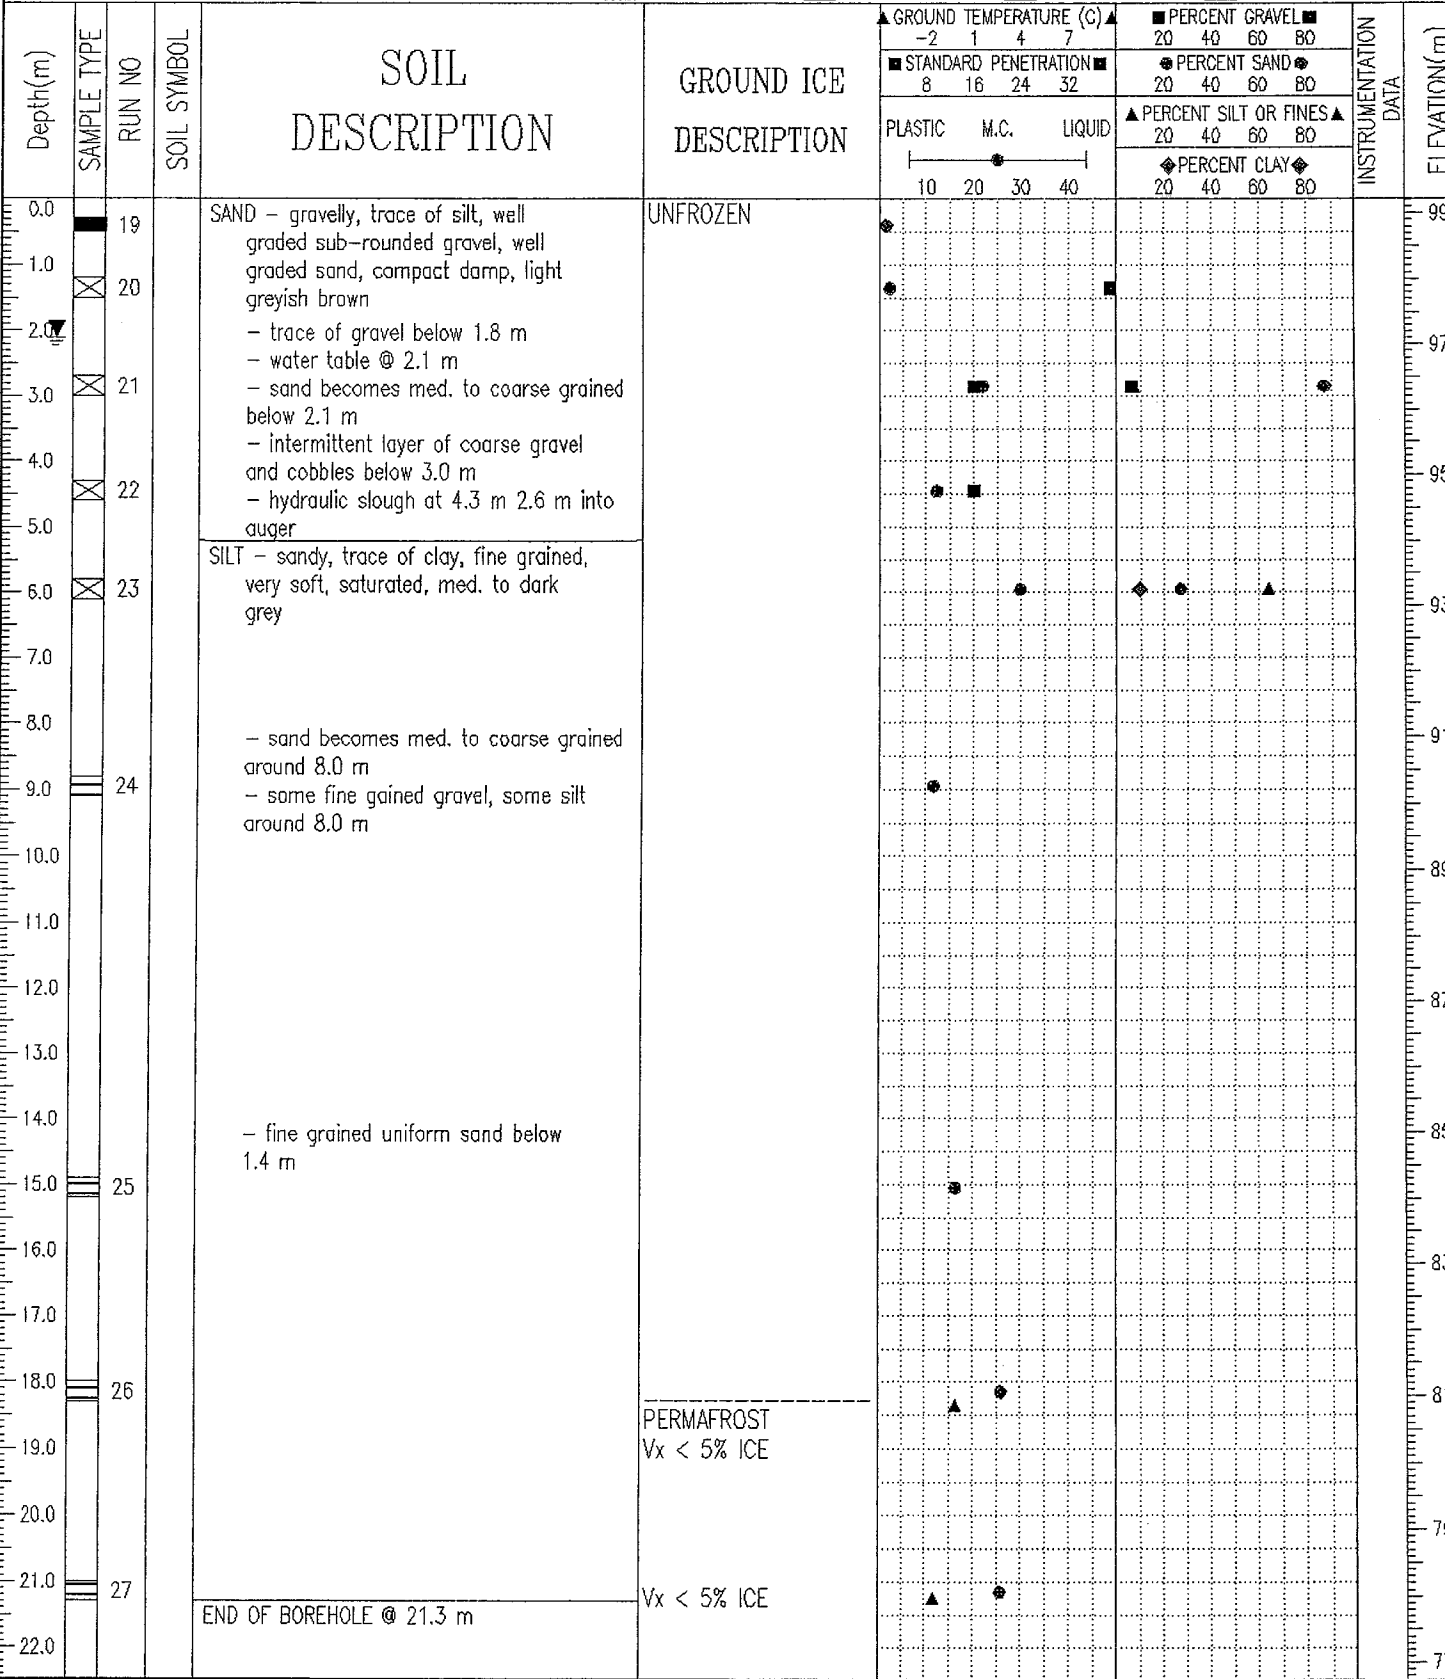 Depth(m)
SAMPLE TYPE
RUN NO
SOIL SYMBOL
SOIL
DESCRIPTION
GROUND ICE
DESCRIPTION
▲ GROUND TEMPERATURE (C) ▲
-2 1 4 7
■ STANDARD PENETRATION ■
8 16 24 32
PLASTIC M.C. LIQUID
10 20 30 40
■ PERCENT GRAVEL ■
20 40 60 80
● PERCENT SAND ●
20 40 60 80
▲ PERCENT SILT OR FINES ▲
20 40 60 80
◆ PERCENT CLAY ◆
20 40 60 80
INSTRUMENTATION
DATA
ELEVATION(m)
0.0
1.0
2.0
3.0
4.0
5.0
6.0
7.0
8.0
9.0
10.0
11.0
12.0
13.0
14.0
15.0
16.0
17.0
18.0
19.0
20.0
21.0
22.0
19
20
21
22
23
24
25
26
27
SAND – gravelly, trace of silt, well
graded sub-rounded gravel, well
graded sand, compact damp, light
greyish brown
– trace of gravel below 1.8 m
– water table @ 2.1 m
– sand becomes med. to coarse grained
below 2.1 m
– intermittent layer of coarse gravel
and cobbles below 3.0 m
– hydraulic slough at 4.3 m 2.6 m into
auger
SILT – sandy, trace of clay, fine grained,
very soft, saturated, med. to dark
grey
– sand becomes med. to coarse grained
around 8.0 m
– some fine gained gravel, some silt
around 8.0 m
– fine grained uniform sand below
1.4 m
END OF BOREHOLE @ 21.3 m
UNFROZEN
PERMAFROST
Vx < 5% ICE
Vx < 5% ICE
99
97
95
93
91
89
87
85
83
81
79